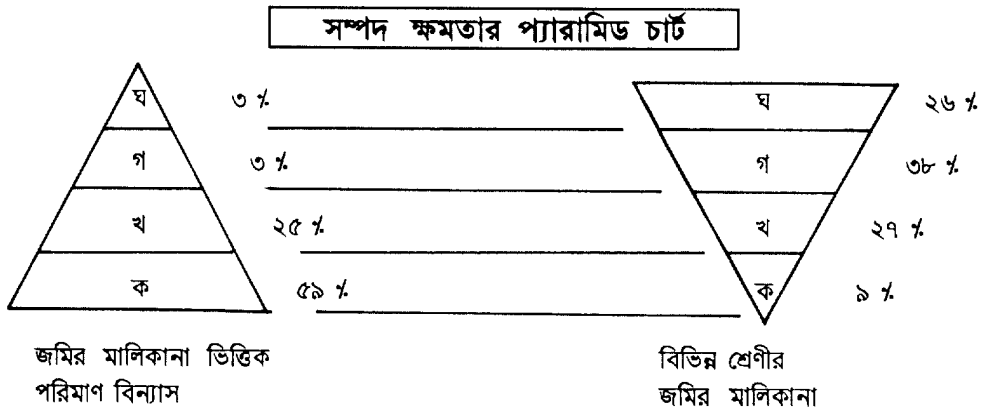 সম্পদ ক্ষমতার প্যারামিড চার্ট
ঘ ৩ % ঘ ২৬ %
গ ৩ % গ ৩৮ %
খ ২৫ % খ ২৭ %
ক ৫৯ % ক ৯ %
জমির মালিকানা ভিত্তিক
পরিমাণ বিন্যাস
বিভিন্ন শ্রেণীর
জমির মালিকানা